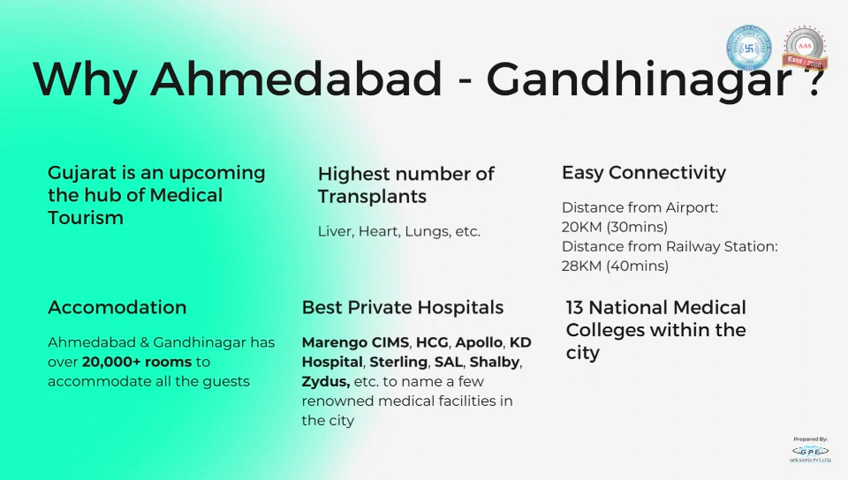 Why Ahmedabad - Gandhinagar ?
AAS
Estd : 2008
Gujarat is an upcoming
the hub of Medical
Tourism
Highest number of
Transplants
Liver, Heart, Lungs, etc.
Easy Connectivity
Distance from Airport:
20KM (30mins)
Distance from Railway Station:
28KM (40mins)
Accomodation
Ahmedabad & Gandhinagar has
over 20,000+ rooms to
accommodate all the guests
Best Private Hospitals
Marengo CIMS, HCG, Apollo, KD
Hospital, Sterling, SAL, Shalby,
Zydus, etc. to name a few
renowned medical facilities in
the city
13 National Medical
Colleges within the
city
Prepared By:
GPE